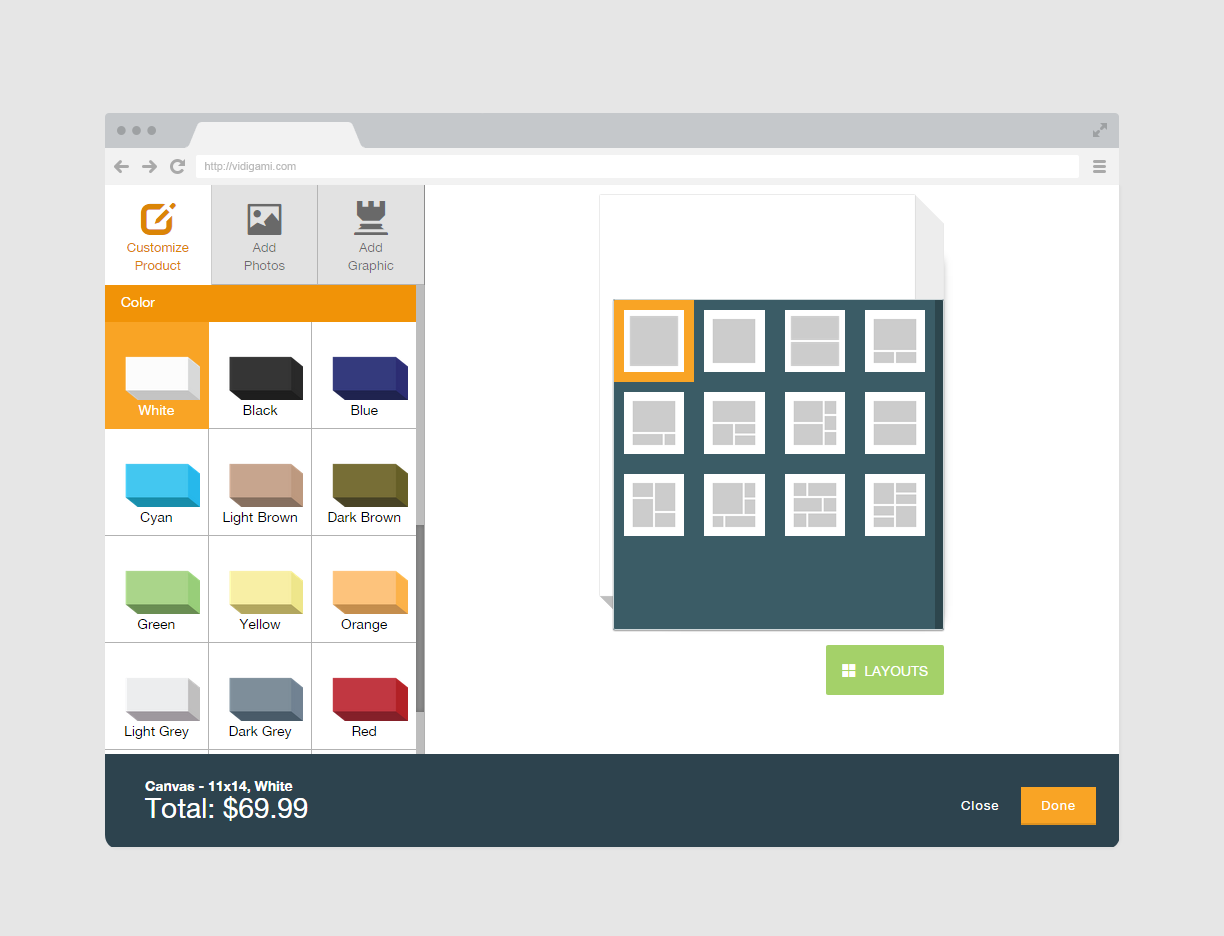 http://vidigami.com
Customize
Product
Add
Photos
Add
Graphic
Color
White
Black
Blue
Cyan
Light Brown
Dark Brown
Green
Yellow
Orange
Light Grey
Dark Grey
Red
LAYOUTS
Canvas - 11x14, White
Total: $69.99
Close
Done